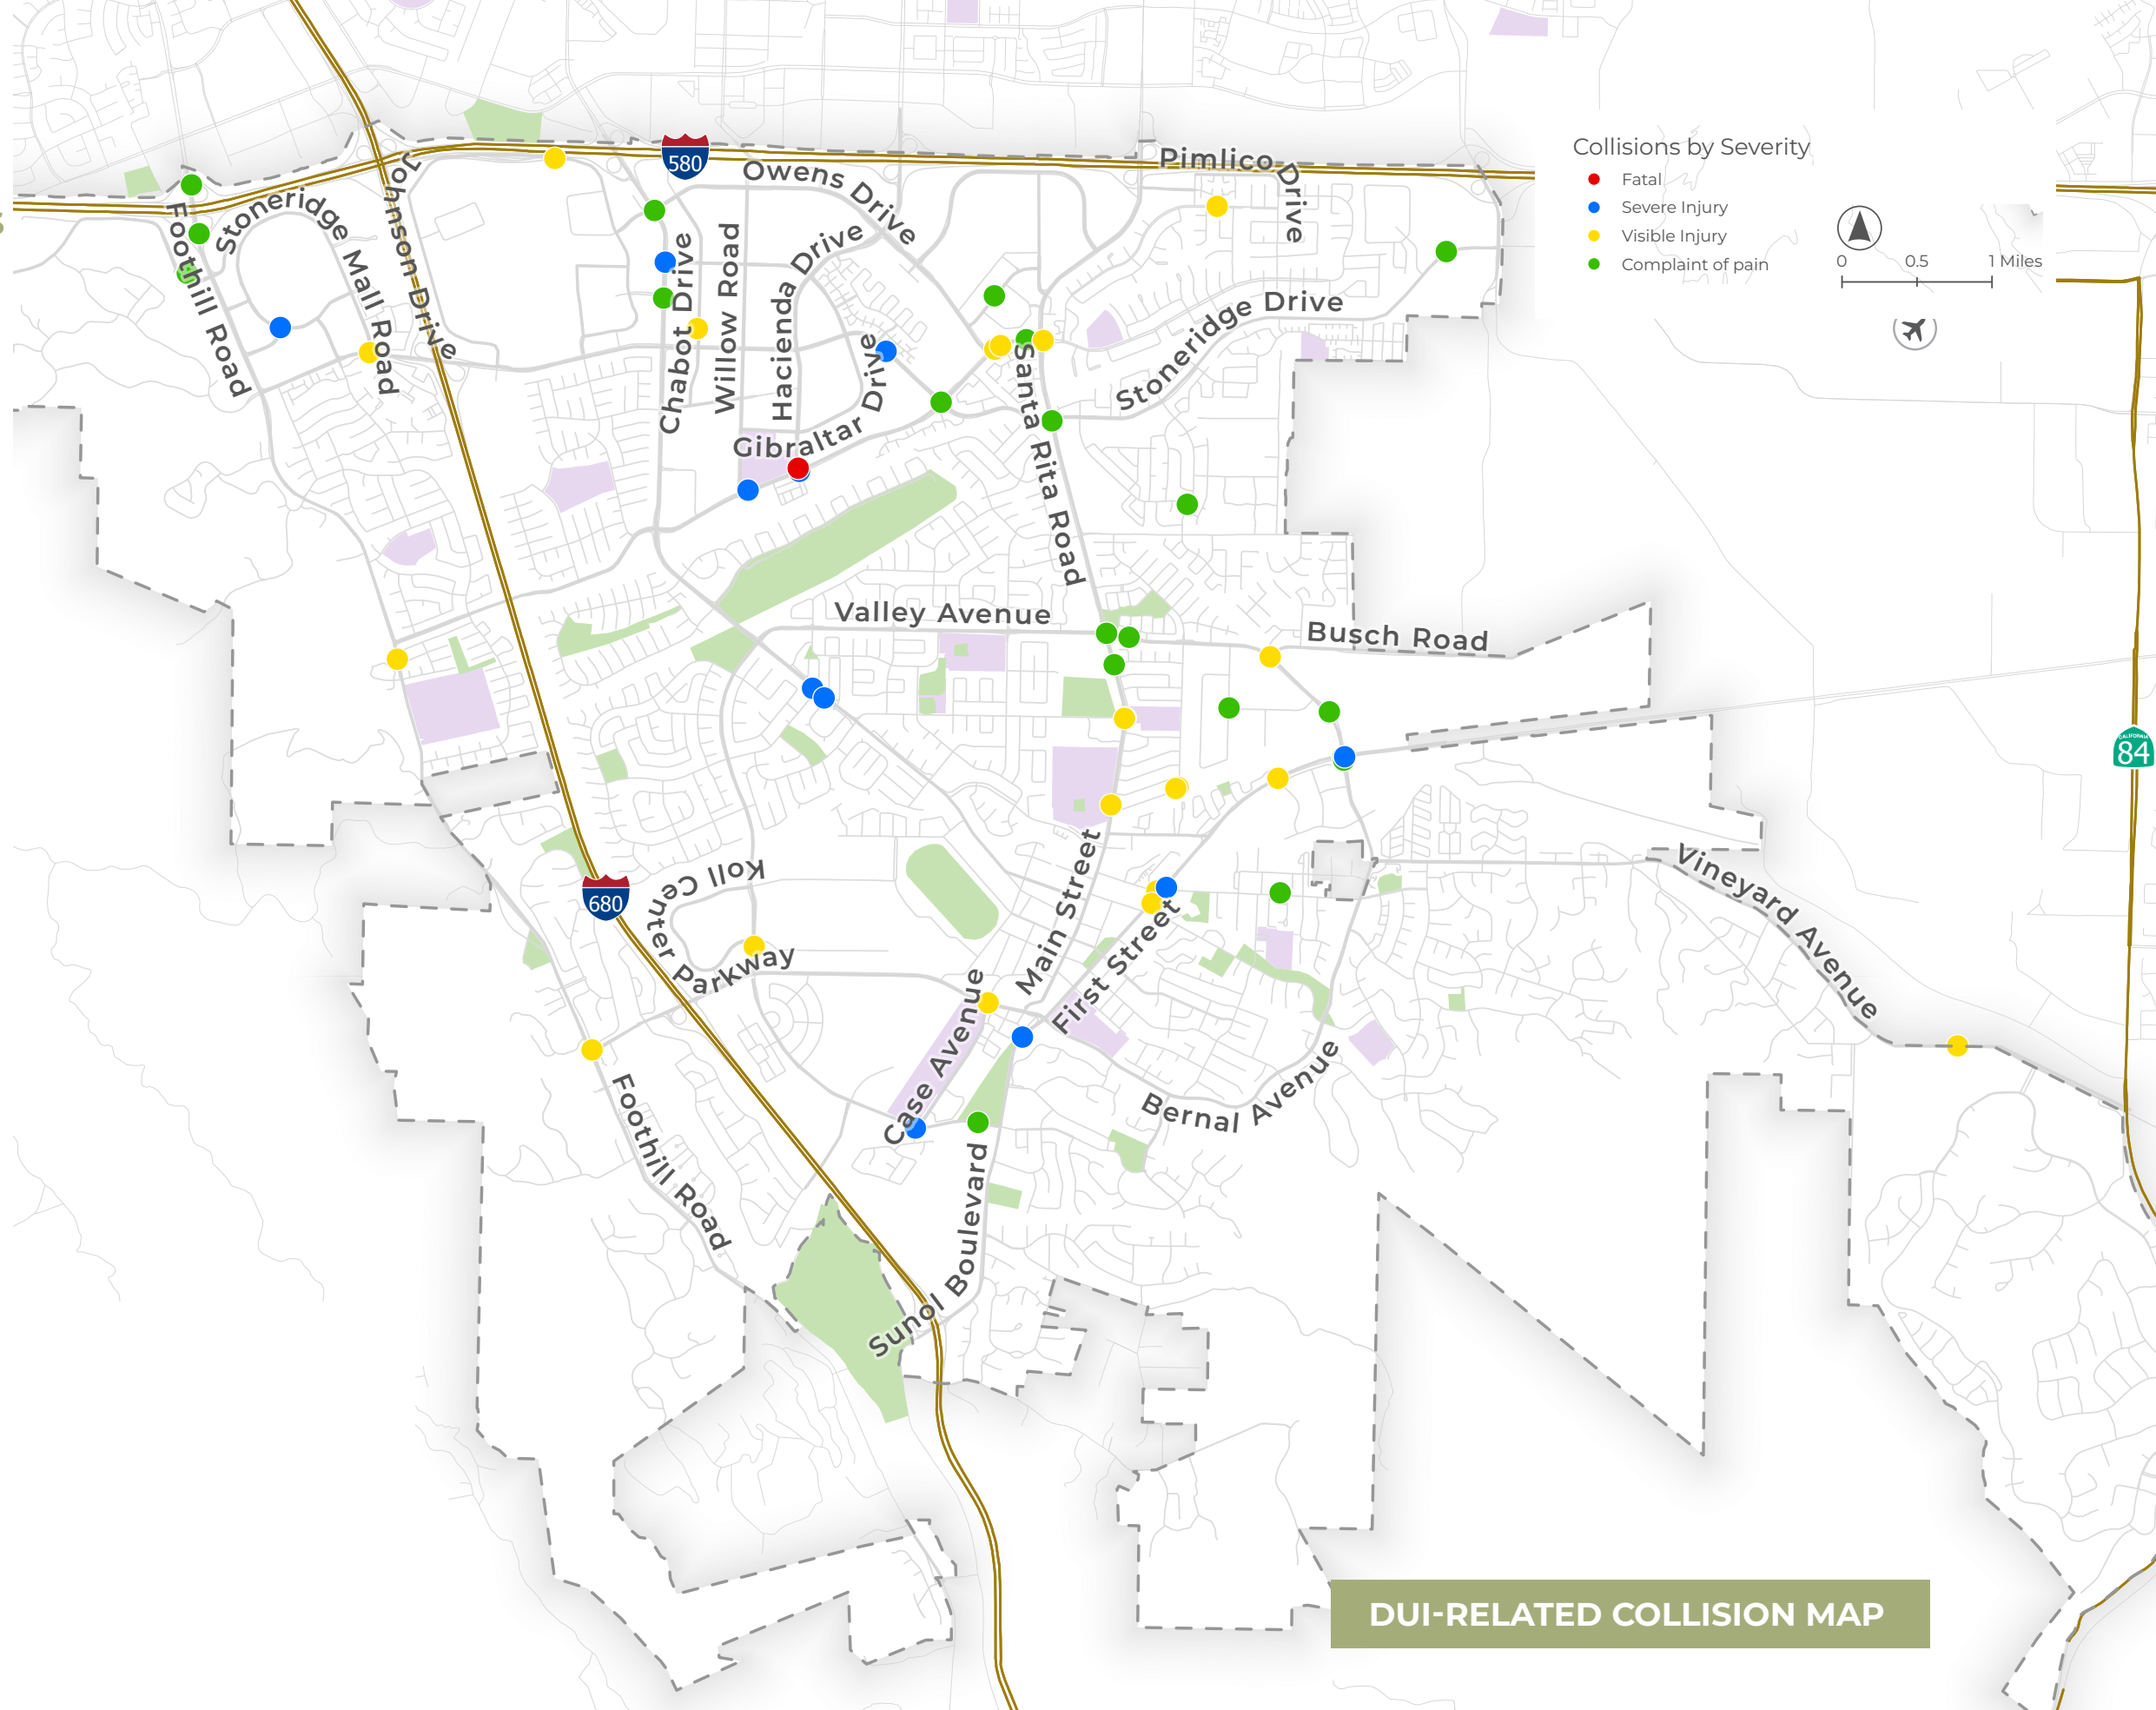 Collisions by Severity
Fatal
Severe Injury
Visible Injury
Complaint of pain
0 0.5 1 Miles
580
Pimlico Drive
Owens Drive
Johnson Drive
Stoneridge Mall Road
Foothill Road
Chabot Drive
Willow Road
Hacienda Drive
Gibraltar Drive
Stoneridge Drive
Santa Rita Road
Valley Avenue
Busch Road
CALIFORNIA
84
680
Koll Center Parkway
Main Street
First Street
Vineyard Avenue
Case Avenue
Bernal Avenue
Foothill Road
Sunol Boulevard
DUI-RELATED COLLISION MAP